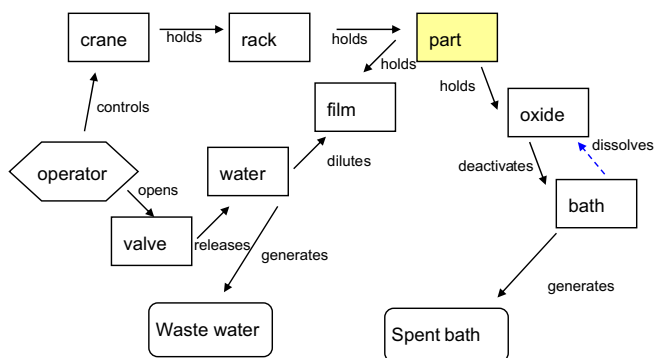 crane
holds
rack
holds
part
holds
holds
film
controls
oxide
dissolves
operator
water
dilutes
deactivates
opens
bath
valve
releases
generates
generates
Waste water
Spent bath